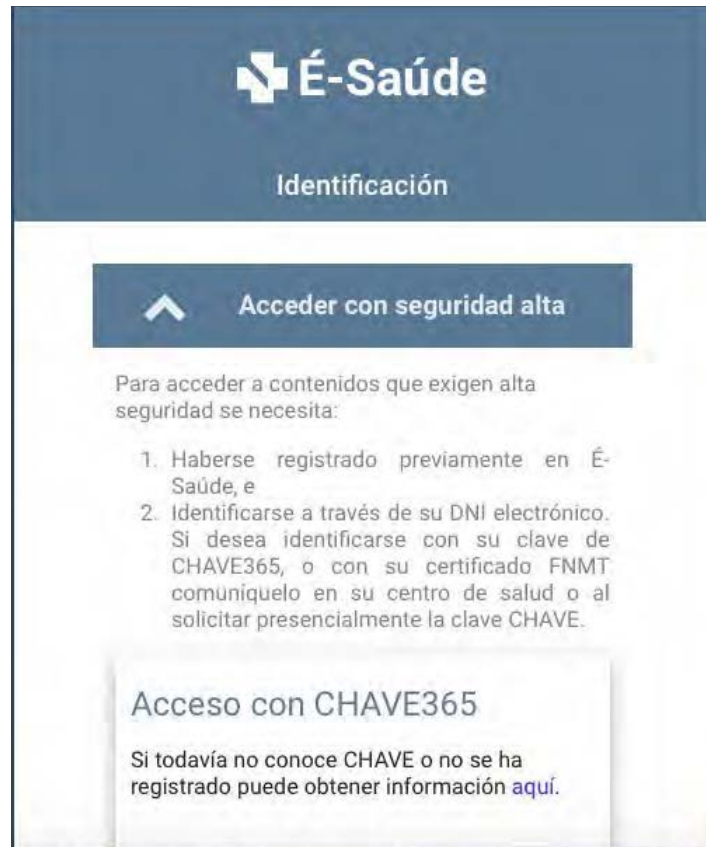 É-Saúde
Identificación
Acceder con seguridad alta
Para acceder a contenidos que exigen alta
seguridad se necesita:
1. Haberse registrado previamente en É-
Saúde, e
2. Identificarse a través de su DNI electrónico.
Si desea identificarse con su clave de
CHAVE365, o con su certificado FNMT
comuníquelo en su centro de salud o al
solicitar presencialmente la clave CHAVE.
Acceso con CHAVE365
Si todavía no conoce CHAVE o no se ha
registrado puede obtener información aquí.